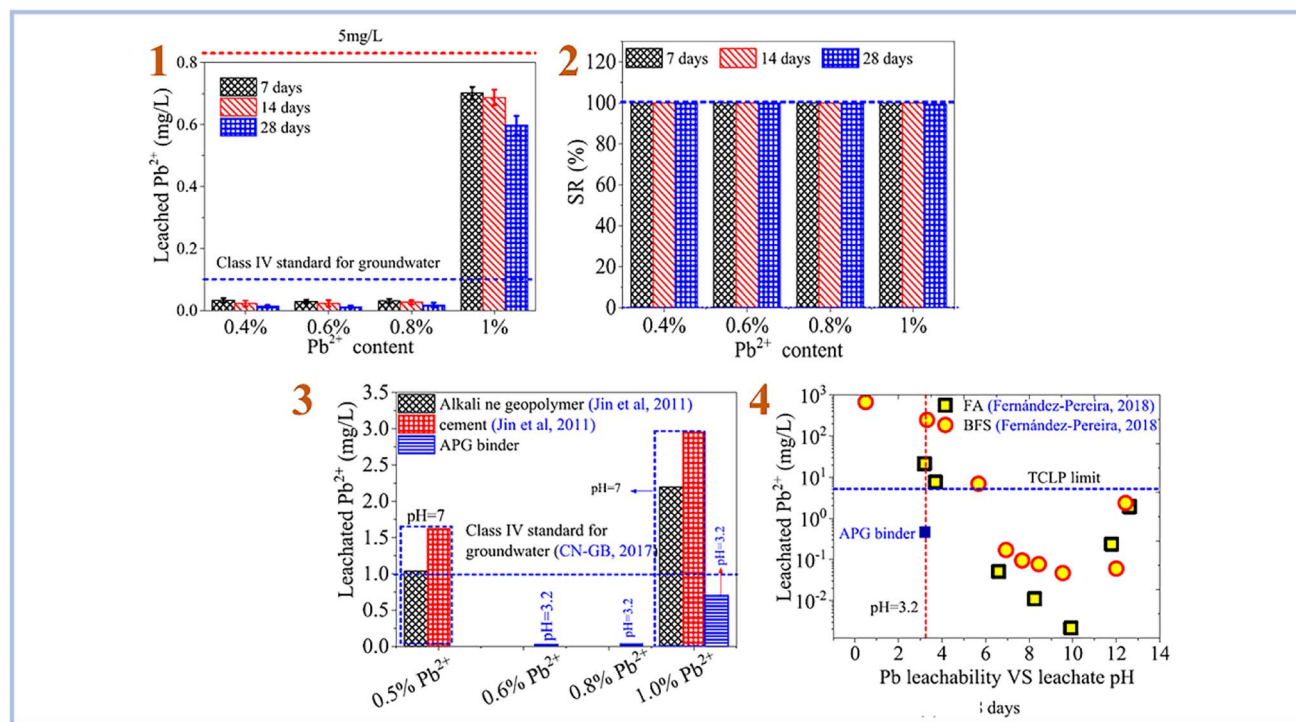 1
5mg/L
Leached Pb²⁺ (mg/L)
0.8
0.6
0.4
0.2
0.0
7 days
14 days
28 days
Class IV standard for groundwater
0.4% 0.6% 0.8% 1%
Pb²⁺ content
2
SR (%)
120
100
80
60
40
20
0
7 days 14 days 28 days
0.4% 0.6% 0.8% 1%
Pb²⁺ content
3
Leachated Pb²⁺ (mg/L)
3.5
3.0
2.5
2.0
1.5
1.0
0.5
0.0
Alkali ne geopolymer (Jin et al, 2011)
cement (Jin et al, 2011)
APG binder
pH=7
pH=7
Class IV standard for
groundwater (CN-GB, 2017
pH=3.2
pH=3.2
pH=3.2
0.5% Pb²⁺ 0.6% Pb²⁺ 0.8% Pb²⁺ 1.0% Pb²⁺
4
Leachated Pb²⁺ (mg/L)
10³
10²
10¹
10⁰
10⁻¹
10⁻²
FA (Fernández-Pereira, 2018)
BFS (Fernández-Pereira, 2018
TCLP limit
APG binder
pH=3.2
0 2 4 6 8 10 12 14
Pb leachability VS leachate pH
days